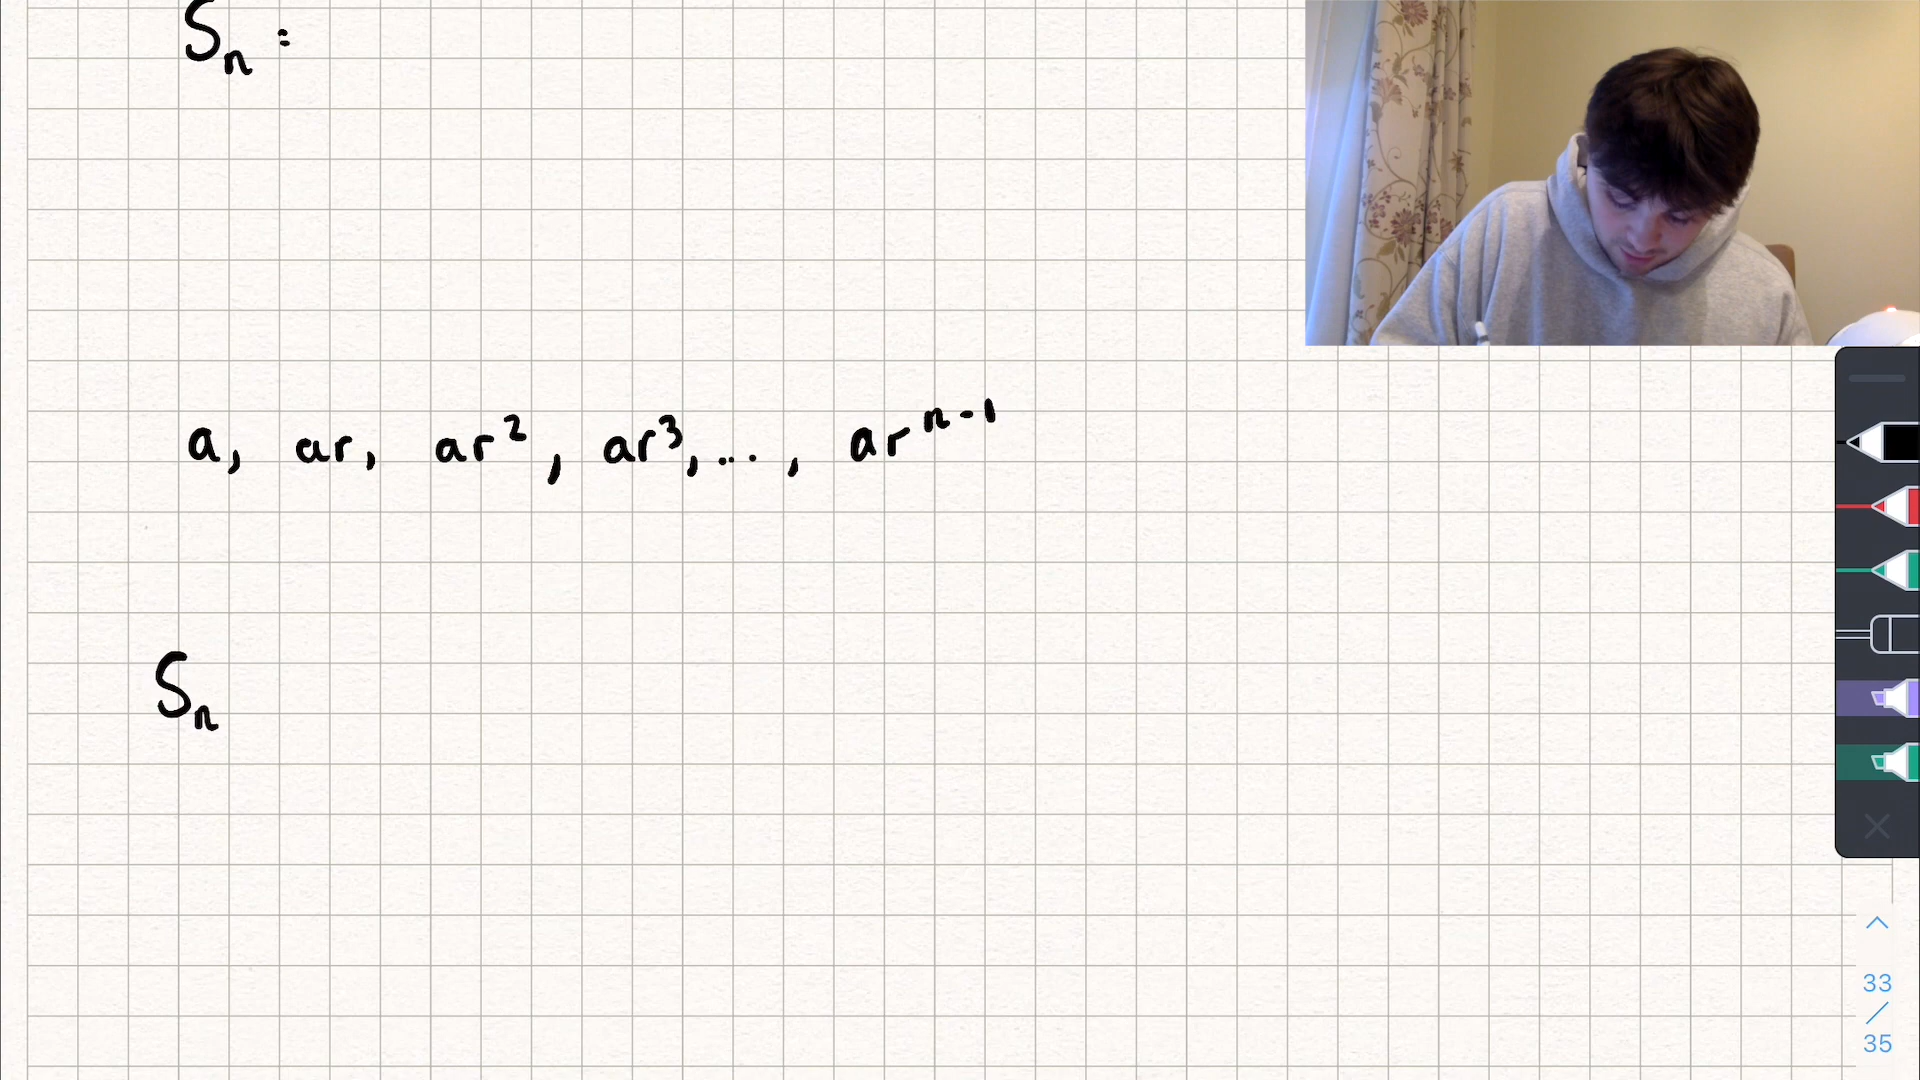 Sₙ =
a, ar, ar², ar³, ..., arⁿ⁻¹
Sₙ
33
/
35